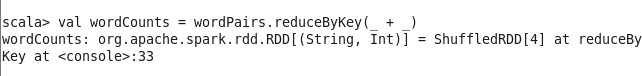 scala> val wordCounts = wordPairs.reduceByKey(_ + _)
wordCounts: org.apache.spark.rdd.RDD[(String, Int)] = ShuffledRDD[4] at reduceBy
Key at <console>:33